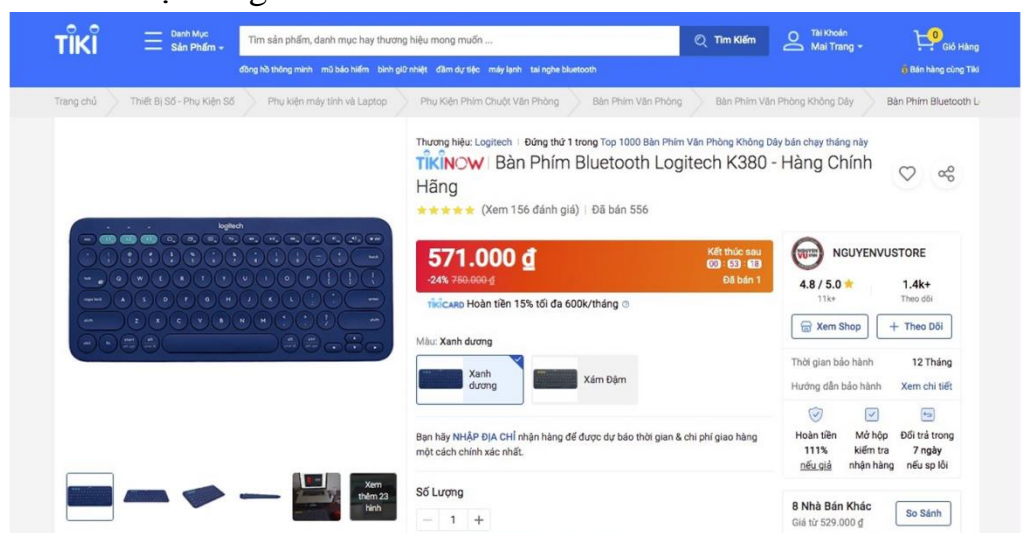 TIKI
Danh Mục
Sản Phẩm
Tìm sản phẩm, danh mục hay thương hiệu mong muốn ...
Tìm Kiếm
Tài Khoản
Mai Trang
0
Giỏ Hàng
đồng hồ thông minh mũ bảo hiểm bình giữ nhiệt đầm dự tiệc máy lạnh tai nghe bluetooth
Bán hàng cùng Tiki
Trang chủ Thiết Bị Số - Phụ Kiện Số Phụ kiện máy tính và Laptop Phụ Kiện Phím Chuột Văn Phòng Bàn Phím Văn Phòng Bàn Phím Văn Phòng Không Dây Bàn Phím Bluetooth L
Thương hiệu: Logitech | Đứng thứ 1 trong Top 1000 Bàn Phím Văn Phòng Không Dây bán chạy tháng này
TIKINOW | Bàn Phím Bluetooth Logitech K380 - Hàng Chính
Hãng
(Xem 156 đánh giá) | Đã bán 556
logitech
571.000 ₫
-24% 750.000 ₫
Kết thúc sau
00 : 53 : 18
Đã bán 1
TIKICARD Hoàn tiền 15% tối đa 600k/tháng
Màu: Xanh dương
Xanh
dương
Xám Đậm
Bạn hãy NHẬP ĐỊA CHỈ nhận hàng để được dự báo thời gian & chi phí giao hàng
một cách chính xác nhất.
Số Lượng
− 1 +
Xem
thêm 23
hình
NGUYENVUSTORE
4.8 / 5.0
11k+
1.4k+
Theo dõi
Xem Shop
+ Theo Dõi
Thời gian bảo hành 12 Tháng
Hướng dẫn bảo hành Xem chi tiết
Hoàn tiền
111%
nếu giả
Mở hộp
kiểm tra
nhận hàng
Đổi trả trong
7 ngày
nếu sp lỗi
8 Nhà Bán Khác
Giá từ 529.000 ₫
So Sánh